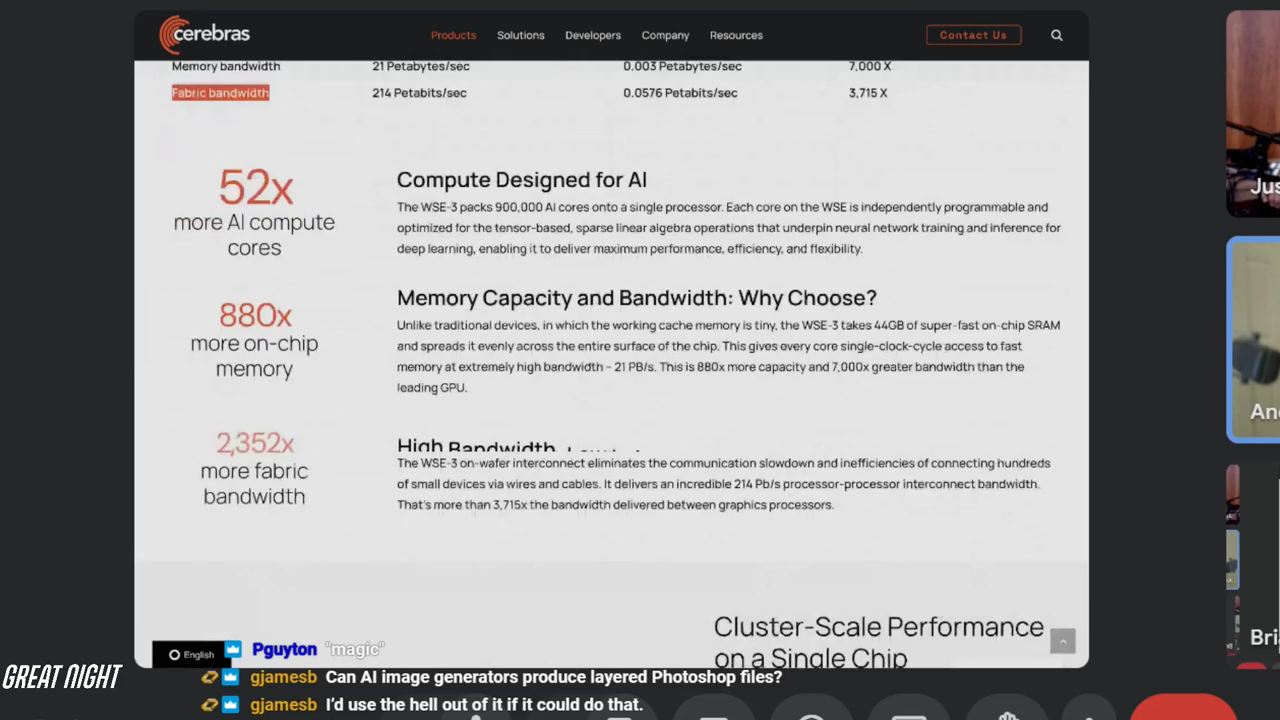 cerebras
Products Solutions Developers Company Resources Contact Us
Memory bandwidth 21 Petabytes/sec 0.003 Petabytes/sec 7,000 X
Fabric bandwidth 214 Petabits/sec 0.0576 Petabits/sec 3,715 X
52x
more AI compute
cores
Compute Designed for AI
The WSE-3 packs 900,000 AI cores onto a single processor. Each core on the WSE is independently programmable and
optimized for the tensor-based, sparse linear algebra operations that underpin neural network training and inference for
deep learning, enabling it to deliver maximum performance, efficiency, and flexibility.
880x
more on-chip
memory
Memory Capacity and Bandwidth: Why Choose?
Unlike traditional devices, in which the working cache memory is tiny, the WSE-3 takes 44GB of super-fast on-chip SRAM
and spreads it evenly across the entire surface of the chip. This gives every core single-clock-cycle access to fast
memory at extremely high bandwidth – 21 PB/s. This is 880x more capacity and 7,000x greater bandwidth than the
leading GPU.
2,352x
more fabric
bandwidth
High Bandwidth
The WSE-3 on-wafer interconnect eliminates the communication slowdown and inefficiencies of connecting hundreds
of small devices via wires and cables. It delivers an incredible 214 Pb/s processor-processor interconnect bandwidth.
That's more than 3,715x the bandwidth delivered between graphics processors.
Cluster-Scale Performance
on a Single Chip
English
Pguyton "magic"
gjamesb Can AI image generators produce layered Photoshop files?
gjamesb I'd use the hell out of it if it could do that.
GREAT NIGHT
Jus
And
Bri